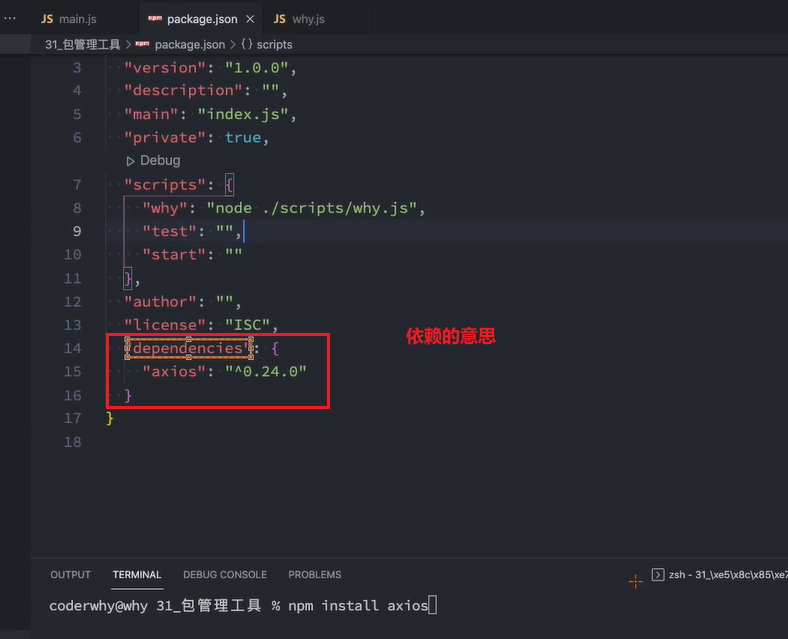 ··· JS main.js npm package.json × JS why.js
31_包管理工具 > npm package.json > {} scripts
3 "version": "1.0.0",
4 "description": "",
5 "main": "index.js",
6 "private": true,
Debug
7 "scripts": {
8 "why": "node ./scripts/why.js",
9 "test": "",
10 "start": ""
11 },
12 "author": "",
13 "license": "ISC",
14 "dependencies": { 依赖的意思
15 "axios": "^0.24.0"
16 }
17 }
18
OUTPUT TERMINAL DEBUG CONSOLE PROBLEMS zsh - 31_\xe5\x8c\x85\xe7
coderwhy@why 31_包管理工具 % npm install axios